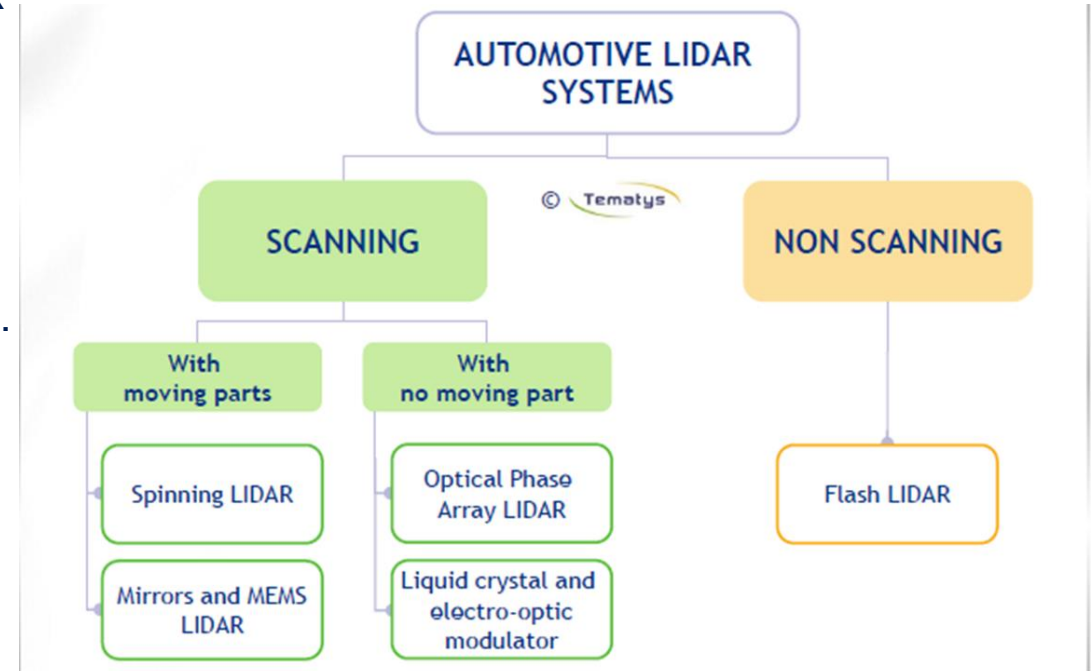 AUTOMOTIVE LIDAR
SYSTEMS
© Tematys
SCANNING
NON SCANNING
With
moving parts
With
no moving part
Spinning LIDAR
Optical Phase
Array LIDAR
Flash LIDAR
Mirrors and MEMS
LIDAR
Liquid crystal and
electro-optic
modulator